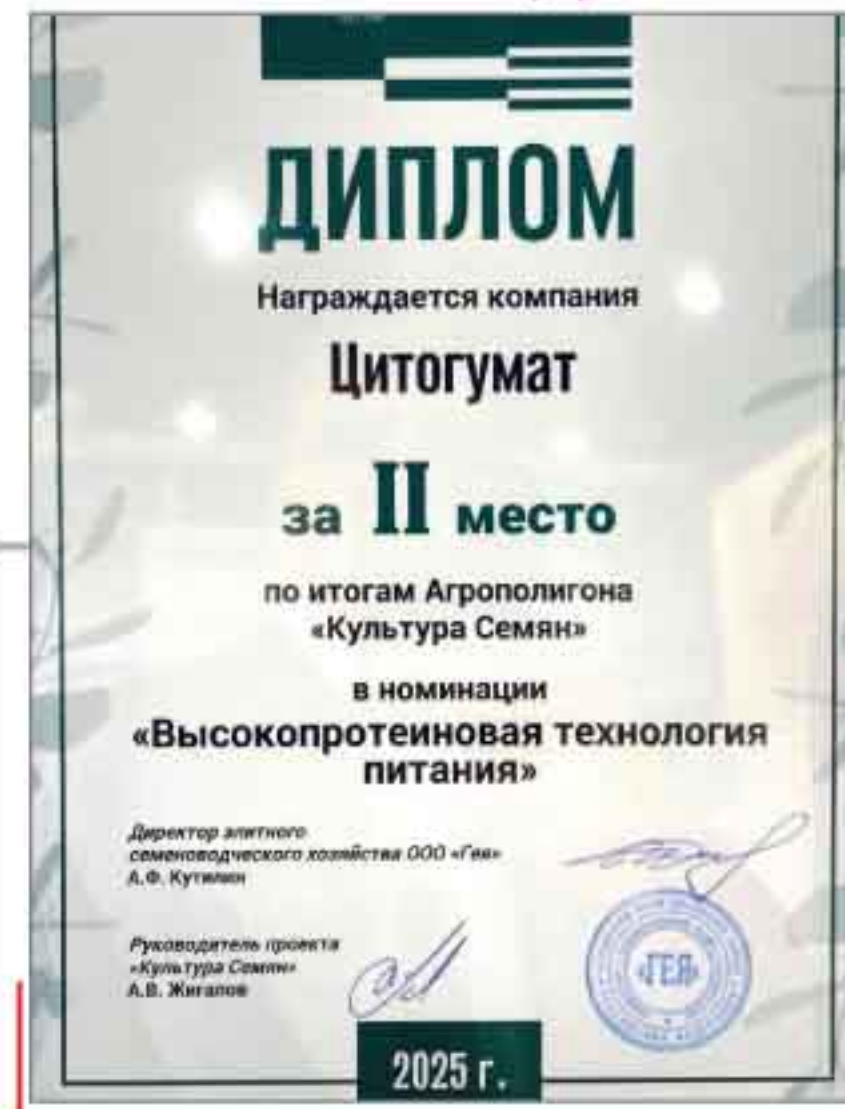 ДИПЛОМ
Награждается компания
Цитогумат
за II место
по итогам Агрополигона
«Культура Семян»
в номинации
«Высокопротеиновая технология
питания»
Директор элитного
семеноводческого хозяйства ООО «Гея»
А.Ф. Кутилин
Руководитель проекта
«Культура Семян»
А.В. Жигалов
«ГЕЯ»
2025 г.